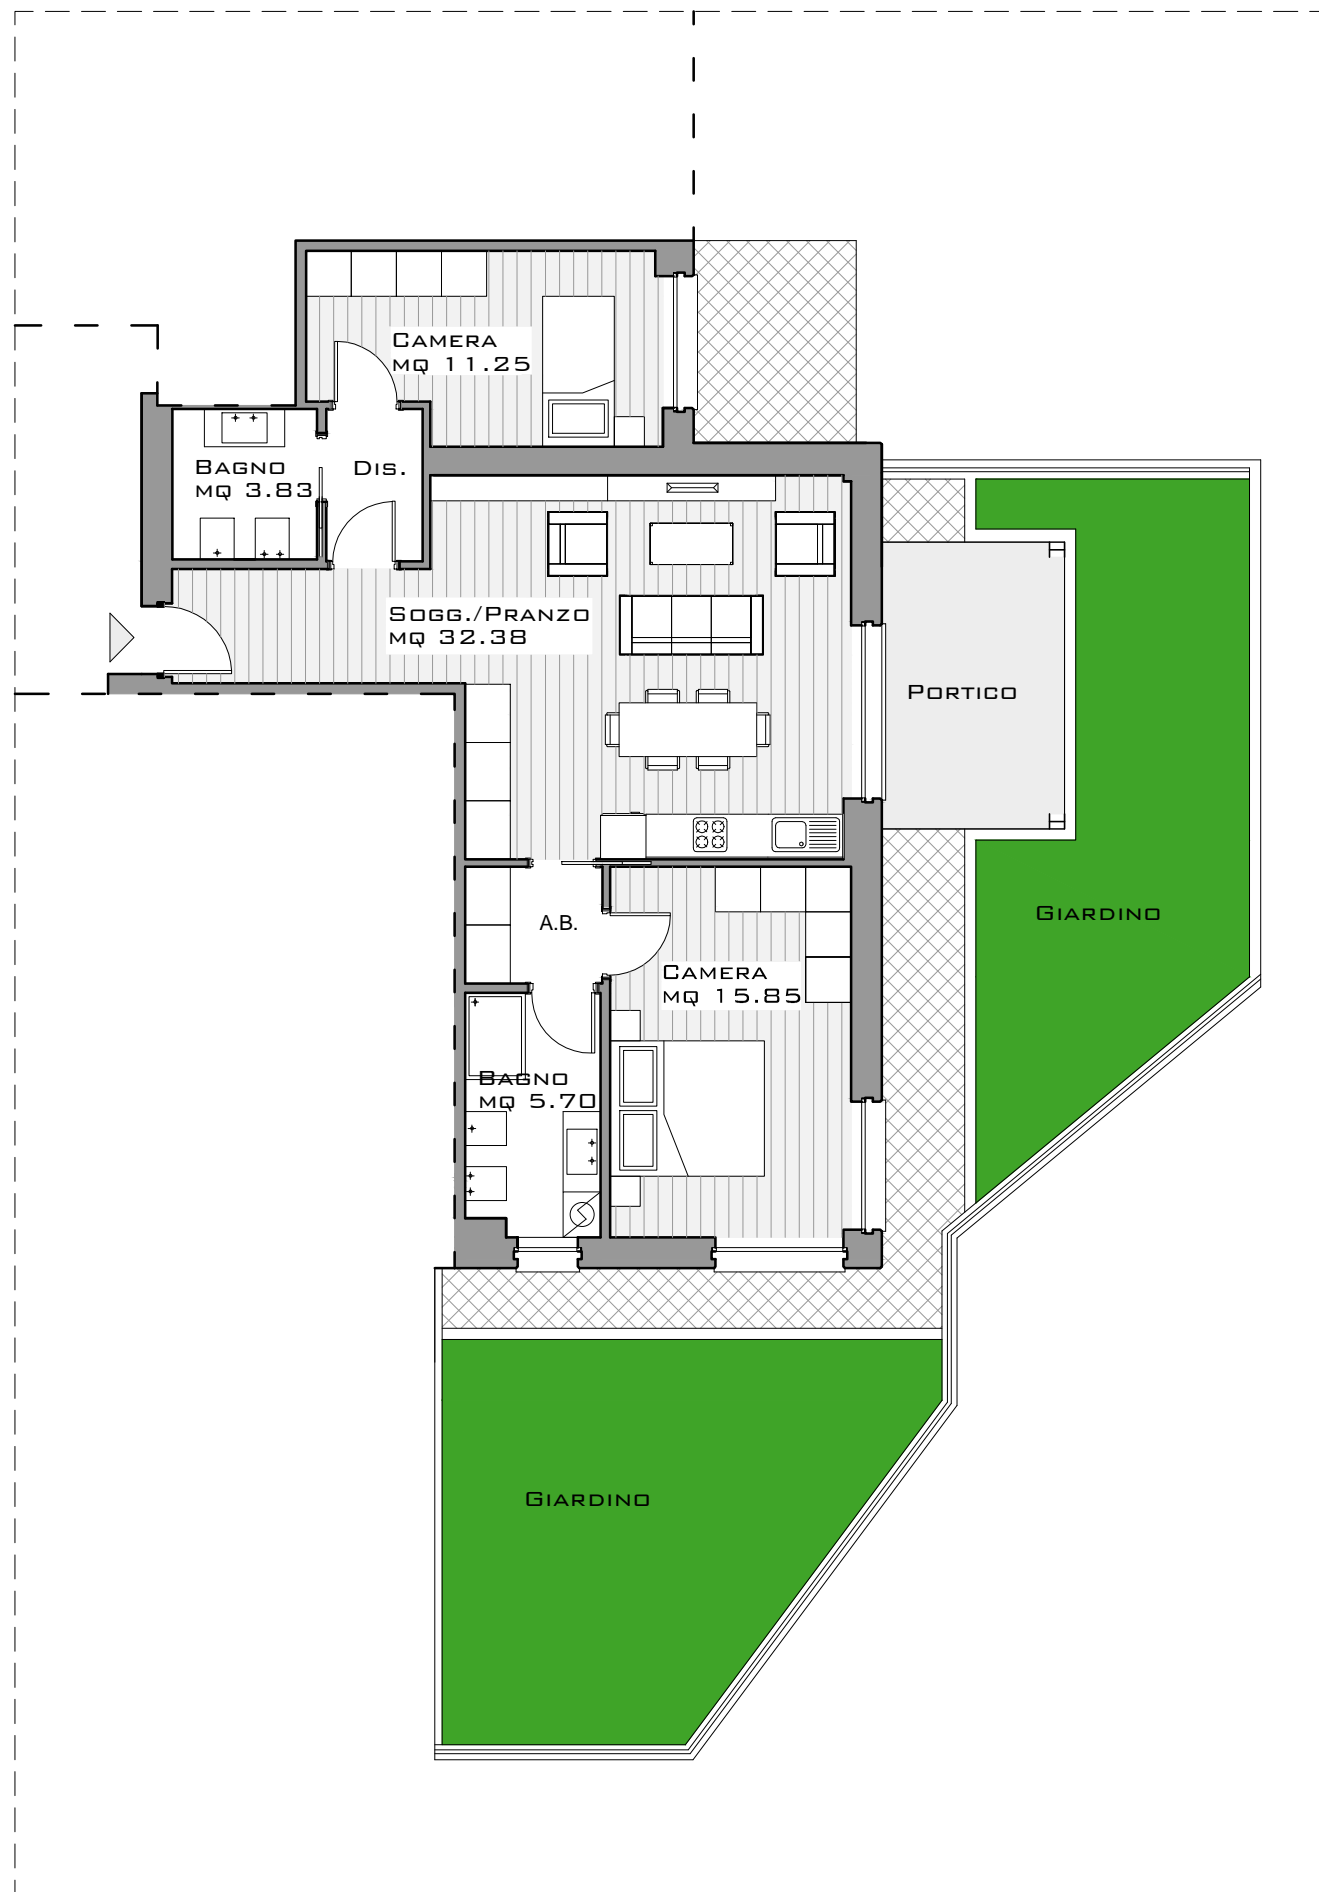 Camera
mq 11.25
Bagno
mq 3.83
Dis.
Sogg./Pranzo
mq 32.38
Portico
Giardino
A.B.
Camera
mq 15.85
Bagno
mq 5.70
Giardino